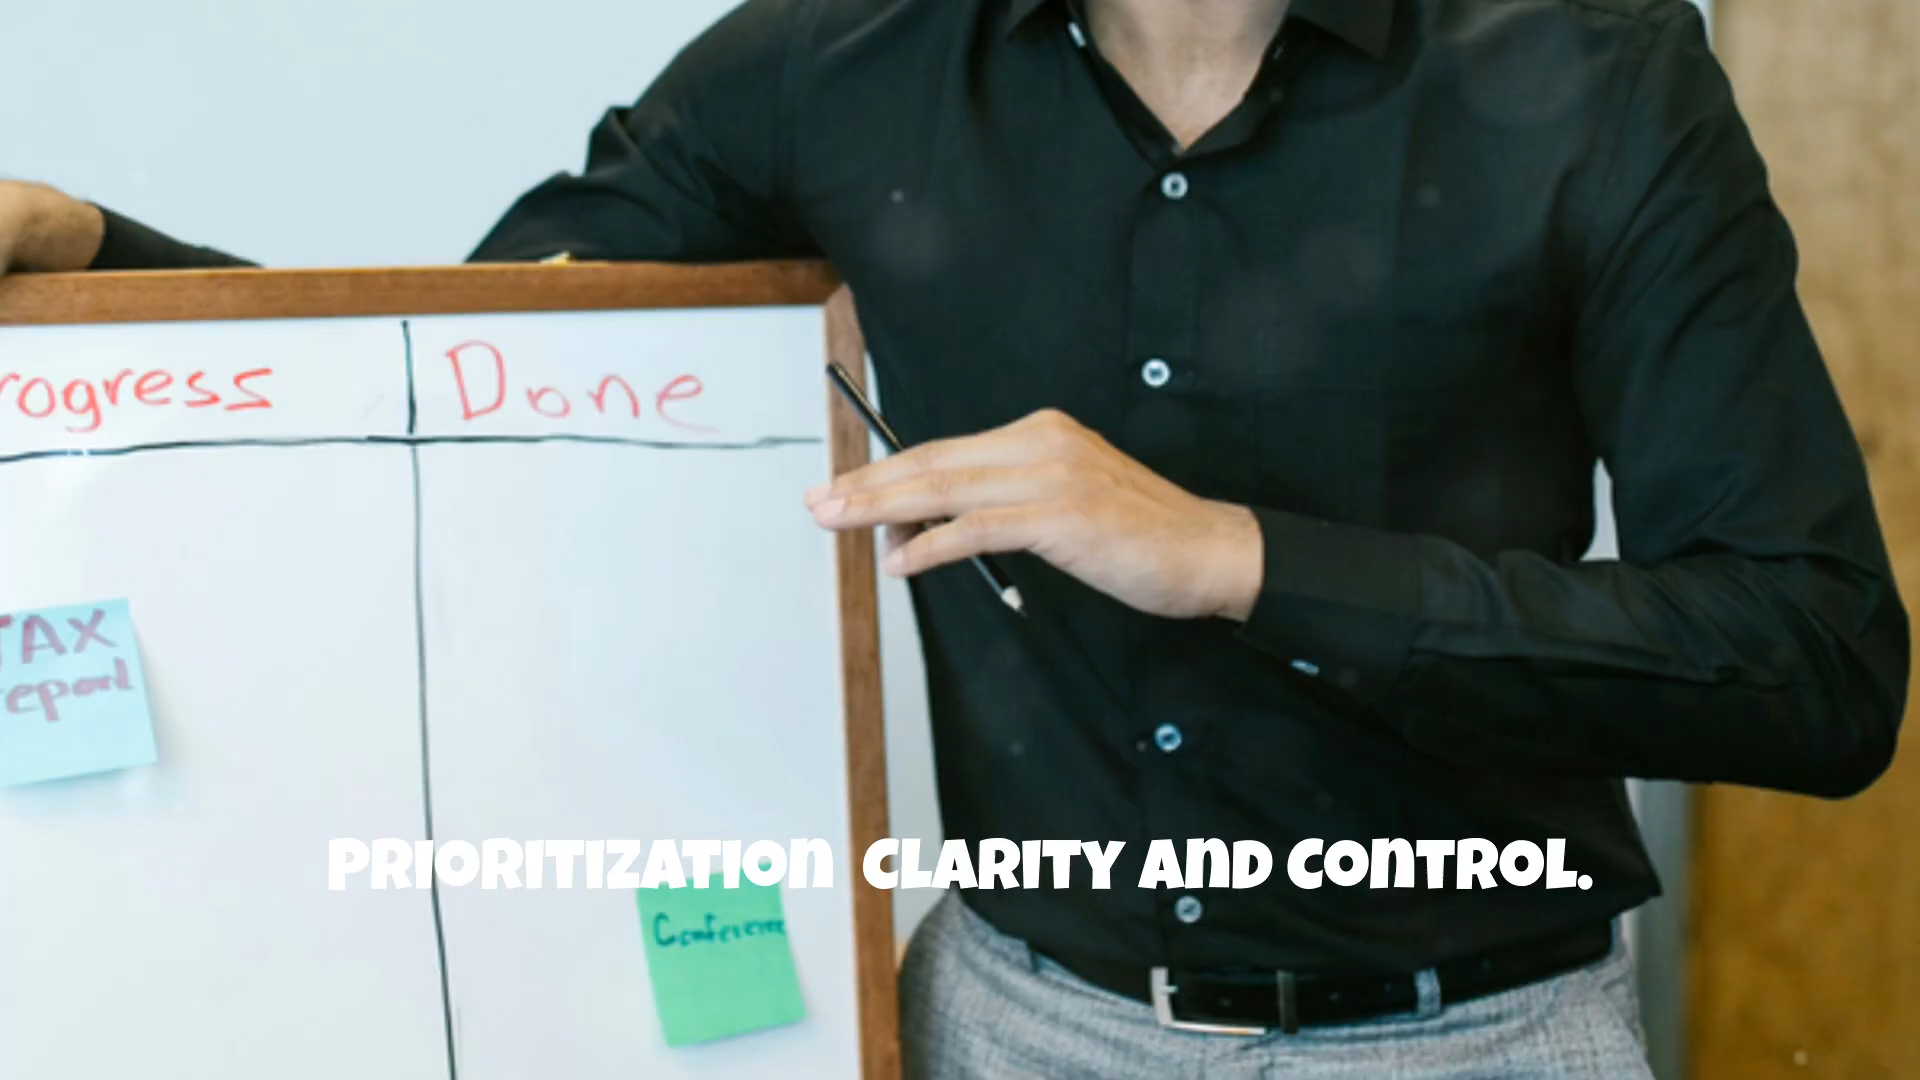 rogress Done
TAX
report
PRIORITIZATION CLARITY AND CONTROL.
Conference